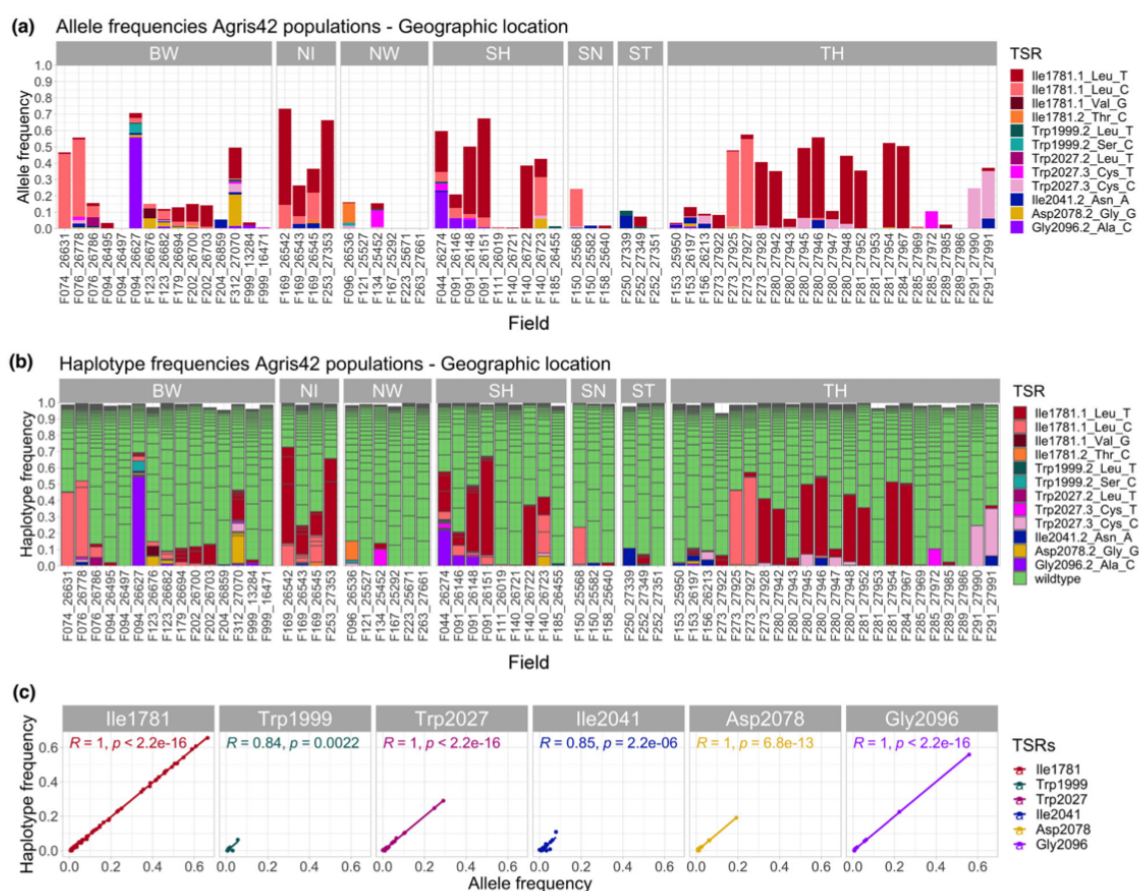 (a) Allele frequencies Agris42 populations - Geographic location
BW NI NW SH SN ST TH
Allele frequency
1.0
0.9
0.8
0.7
0.6
0.5
0.4
0.3
0.2
0.1
0.0
F074_26631
F076_26778
F076_26786
F094_26495
F094_26497
F094_26627
F123_26676
F123_26682
F179_26694
F202_26700
F202_26703
F204_26859
F312_27070
F999_13284
F999_16471
F169_26542
F169_26543
F169_26545
F253_27353
F096_26536
F121_25527
F134_25452
F167_25292
F223_25671
F263_27661
F044_26274
F091_26146
F091_26148
F091_26151
F111_26019
F140_26721
F140_26722
F140_26723
F185_26455
F150_25568
F150_25582
F158_25640
F250_27339
F252_27349
F252_27351
F153_25950
F153_26197
F156_26213
F273_27922
F273_27925
F273_27927
F273_27928
F280_27942
F280_27943
F280_27945
F280_27946
F280_27947
F280_27948
F281_27952
F281_27953
F281_27954
F284_27967
F285_27969
F285_27972
F289_27985
F289_27986
F291_27990
F291_27991
Field
TSR
Ile1781.1_Leu_T
Ile1781.1_Leu_C
Ile1781.1_Val_G
Ile1781.2_Thr_C
Trp1999.2_Leu_T
Trp1999.2_Ser_C
Trp2027.2_Leu_T
Trp2027.3_Cys_T
Trp2027.3_Cys_C
Ile2041.2_Asn_A
Asp2078.2_Gly_G
Gly2096.2_Ala_C
(b) Haplotype frequencies Agris42 populations - Geographic location
BW NI NW SH SN ST TH
Haplotype frequency
1.0
0.9
0.8
0.7
0.6
0.5
0.4
0.3
0.2
0.1
0.0
F074_26631
F076_26778
F076_26786
F094_26495
F094_26497
F094_26627
F123_26676
F123_26682
F179_26694
F202_26700
F202_26703
F204_26859
F312_27070
F999_13284
F999_16471
F169_26542
F169_26543
F169_26545
F253_27353
F096_26536
F121_25527
F134_25452
F167_25292
F223_25671
F263_27661
F044_26274
F091_26146
F091_26148
F091_26151
F111_26019
F140_26721
F140_26722
F140_26723
F185_26455
F150_25568
F150_25582
F158_25640
F250_27339
F252_27349
F252_27351
F153_25950
F153_26197
F156_26213
F273_27922
F273_27925
F273_27927
F273_27928
F280_27942
F280_27943
F280_27945
F280_27946
F280_27947
F280_27948
F281_27952
F281_27953
F281_27954
F284_27967
F285_27969
F285_27972
F289_27985
F289_27986
F291_27990
F291_27991
Field
TSR
Ile1781.1_Leu_T
Ile1781.1_Leu_C
Ile1781.1_Val_G
Ile1781.2_Thr_C
Trp1999.2_Leu_T
Trp1999.2_Ser_C
Trp2027.2_Leu_T
Trp2027.3_Cys_T
Trp2027.3_Cys_C
Ile2041.2_Asn_A
Asp2078.2_Gly_G
Gly2096.2_Ala_C
wildtype
(c)
Ile1781 Trp1999 Trp2027 Ile2041 Asp2078 Gly2096
R = 1, p < 2.2e-16 R = 0.84, p = 0.0022 R = 1, p < 2.2e-16 R = 0.85, p = 2.2e-06 R = 1, p = 6.8e-13 R = 1, p < 2.2e-16
Haplotype frequency
0.6
0.4
0.2
0.0
0.0 0.2 0.4 0.6 0.0 0.2 0.4 0.6 0.0 0.2 0.4 0.6 0.0 0.2 0.4 0.6 0.0 0.2 0.4 0.6 0.0 0.2 0.4 0.6
Allele frequency
TSRs
Ile1781
Trp1999
Trp2027
Ile2041
Asp2078
Gly2096